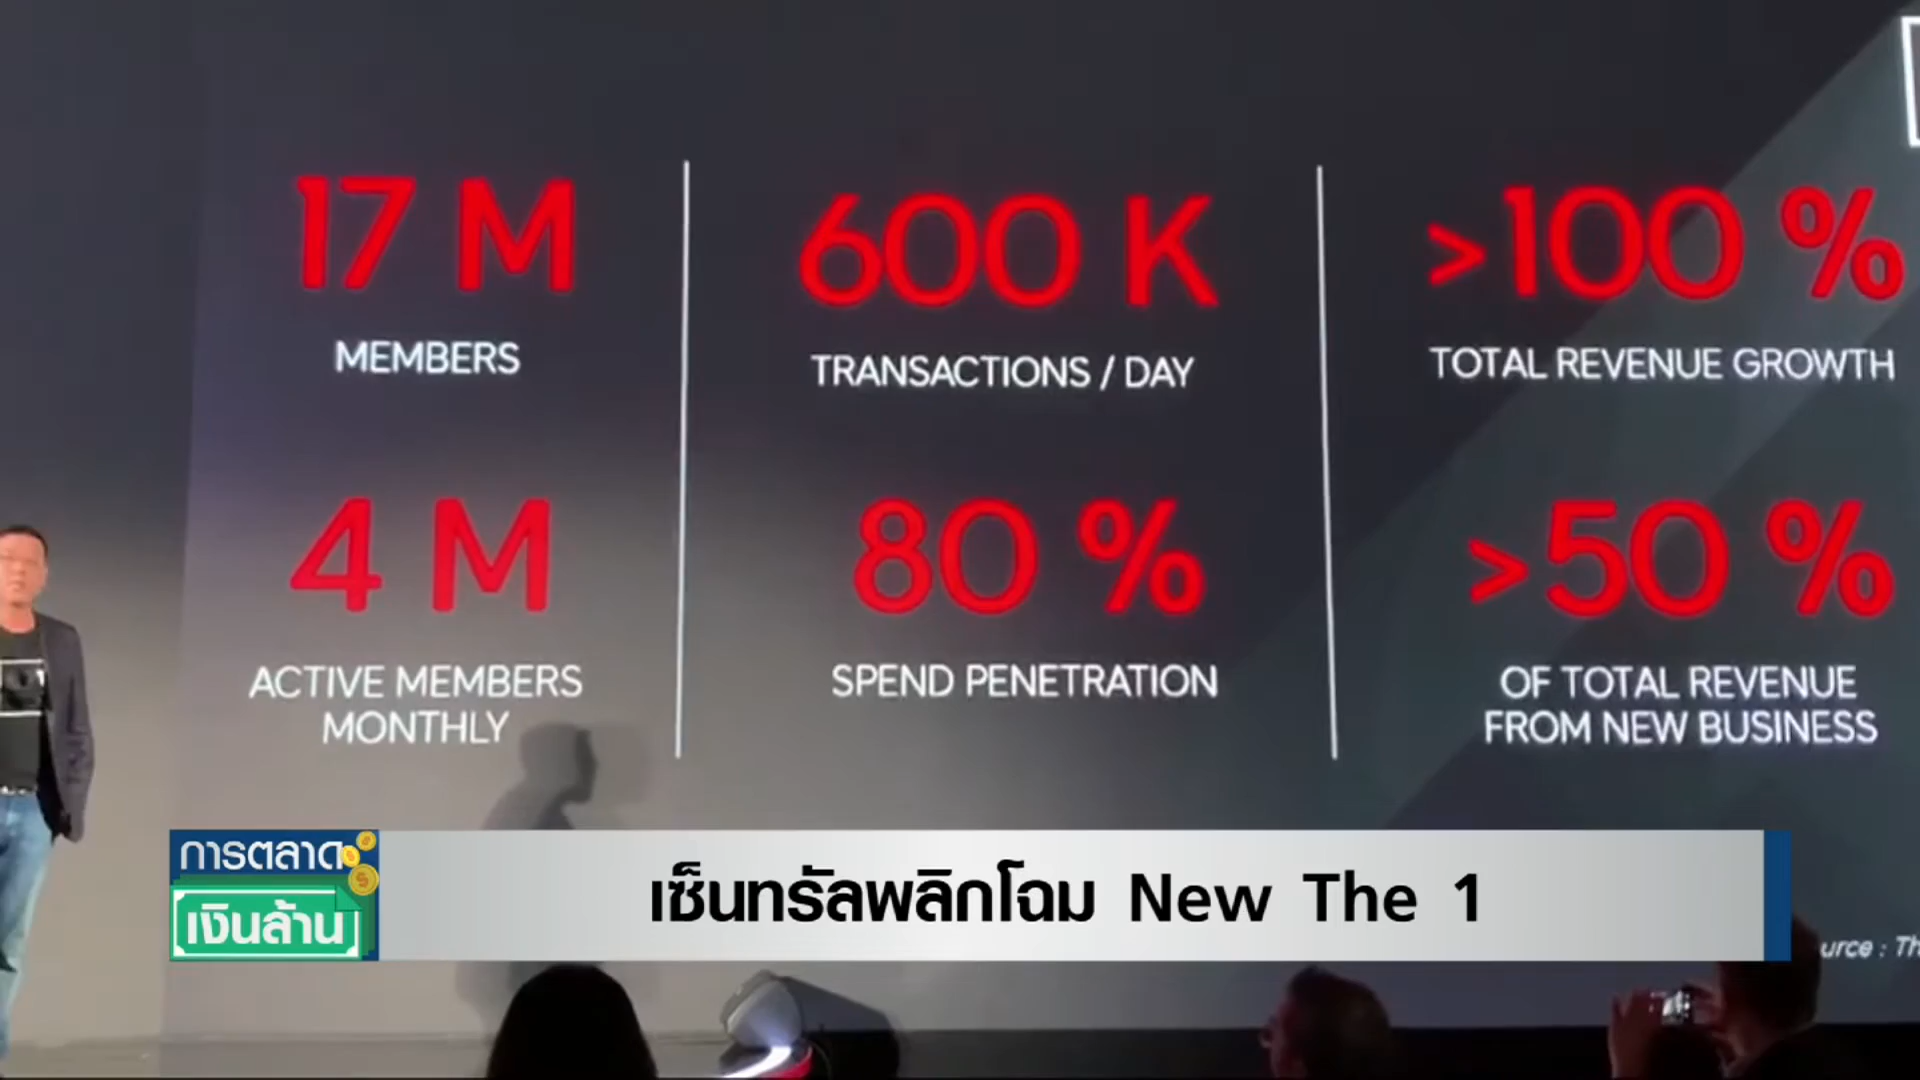 17 M
MEMBERS
4 M
ACTIVE MEMBERS
MONTHLY
600 K
TRANSACTIONS / DAY
80 %
SPEND PENETRATION
>100 %
TOTAL REVENUE GROWTH
>50 %
OF TOTAL REVENUE
FROM NEW BUSINESS
การตลาด
เงินล้าน
เซ็นทรัลพลิกโฉม New The 1
urce : Th